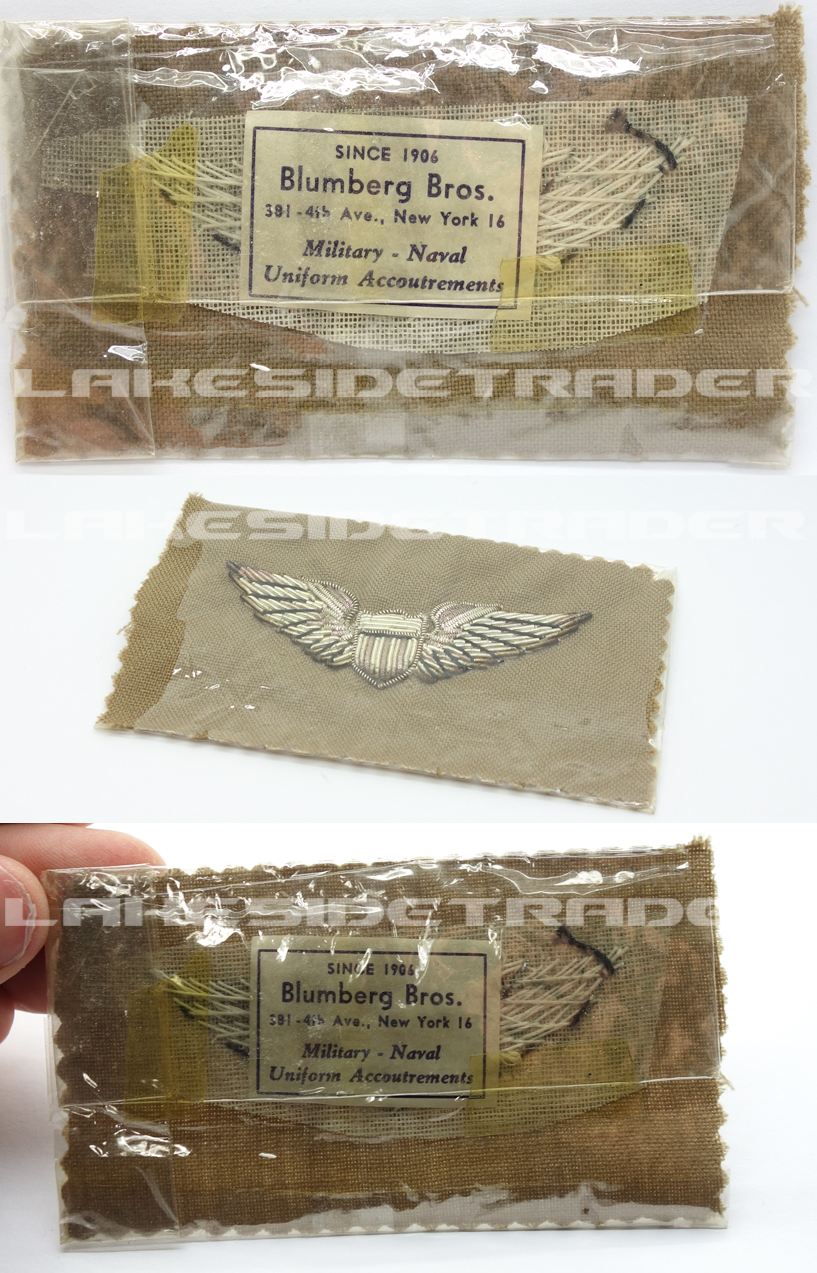 SINCE 1906
Blumberg Bros.
381-4th Ave., New York 16
Military - Naval
Uniform Accoutrements
LAKESIDETRADER
LAKESIDETRADER
LAKESIDETRADE
SINCE 1906
Blumberg Bros.
381-4th Ave., New York 16
Military - Naval
Uniform Accoutrements